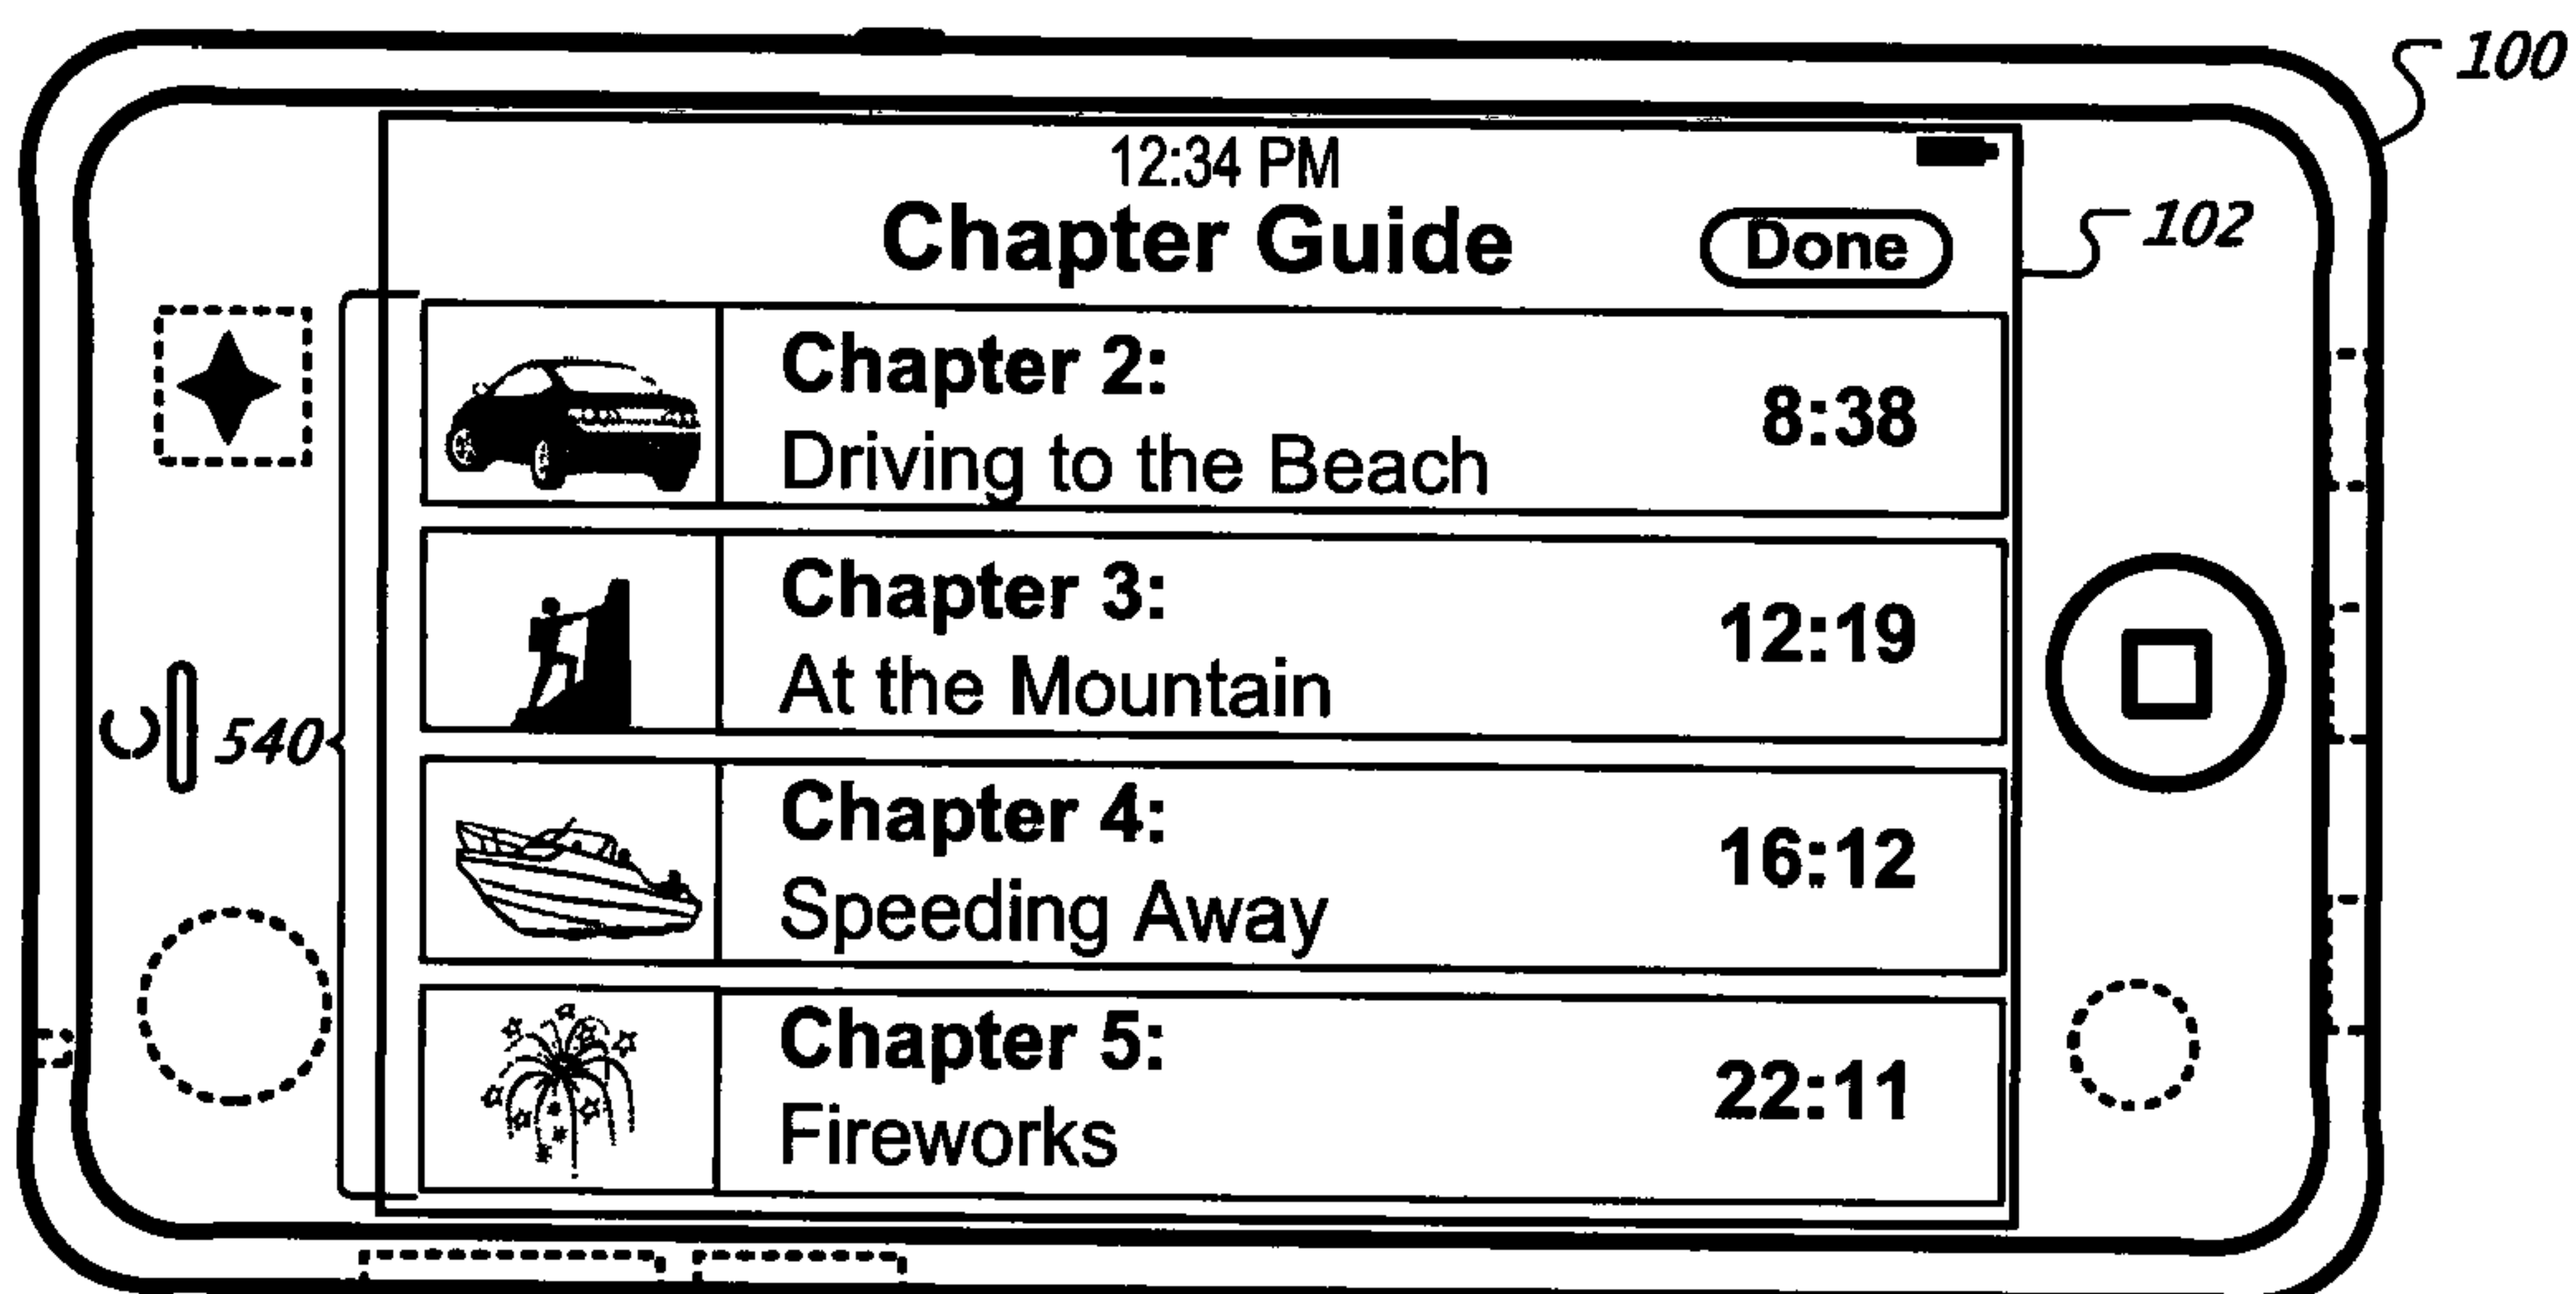 100
12:34 PM
Chapter Guide
Done
102
Chapter 2:
Driving to the Beach
8:38
Chapter 3:
At the Mountain
12:19
540
Chapter 4:
Speeding Away
16:12
Chapter 5:
Fireworks
22:11